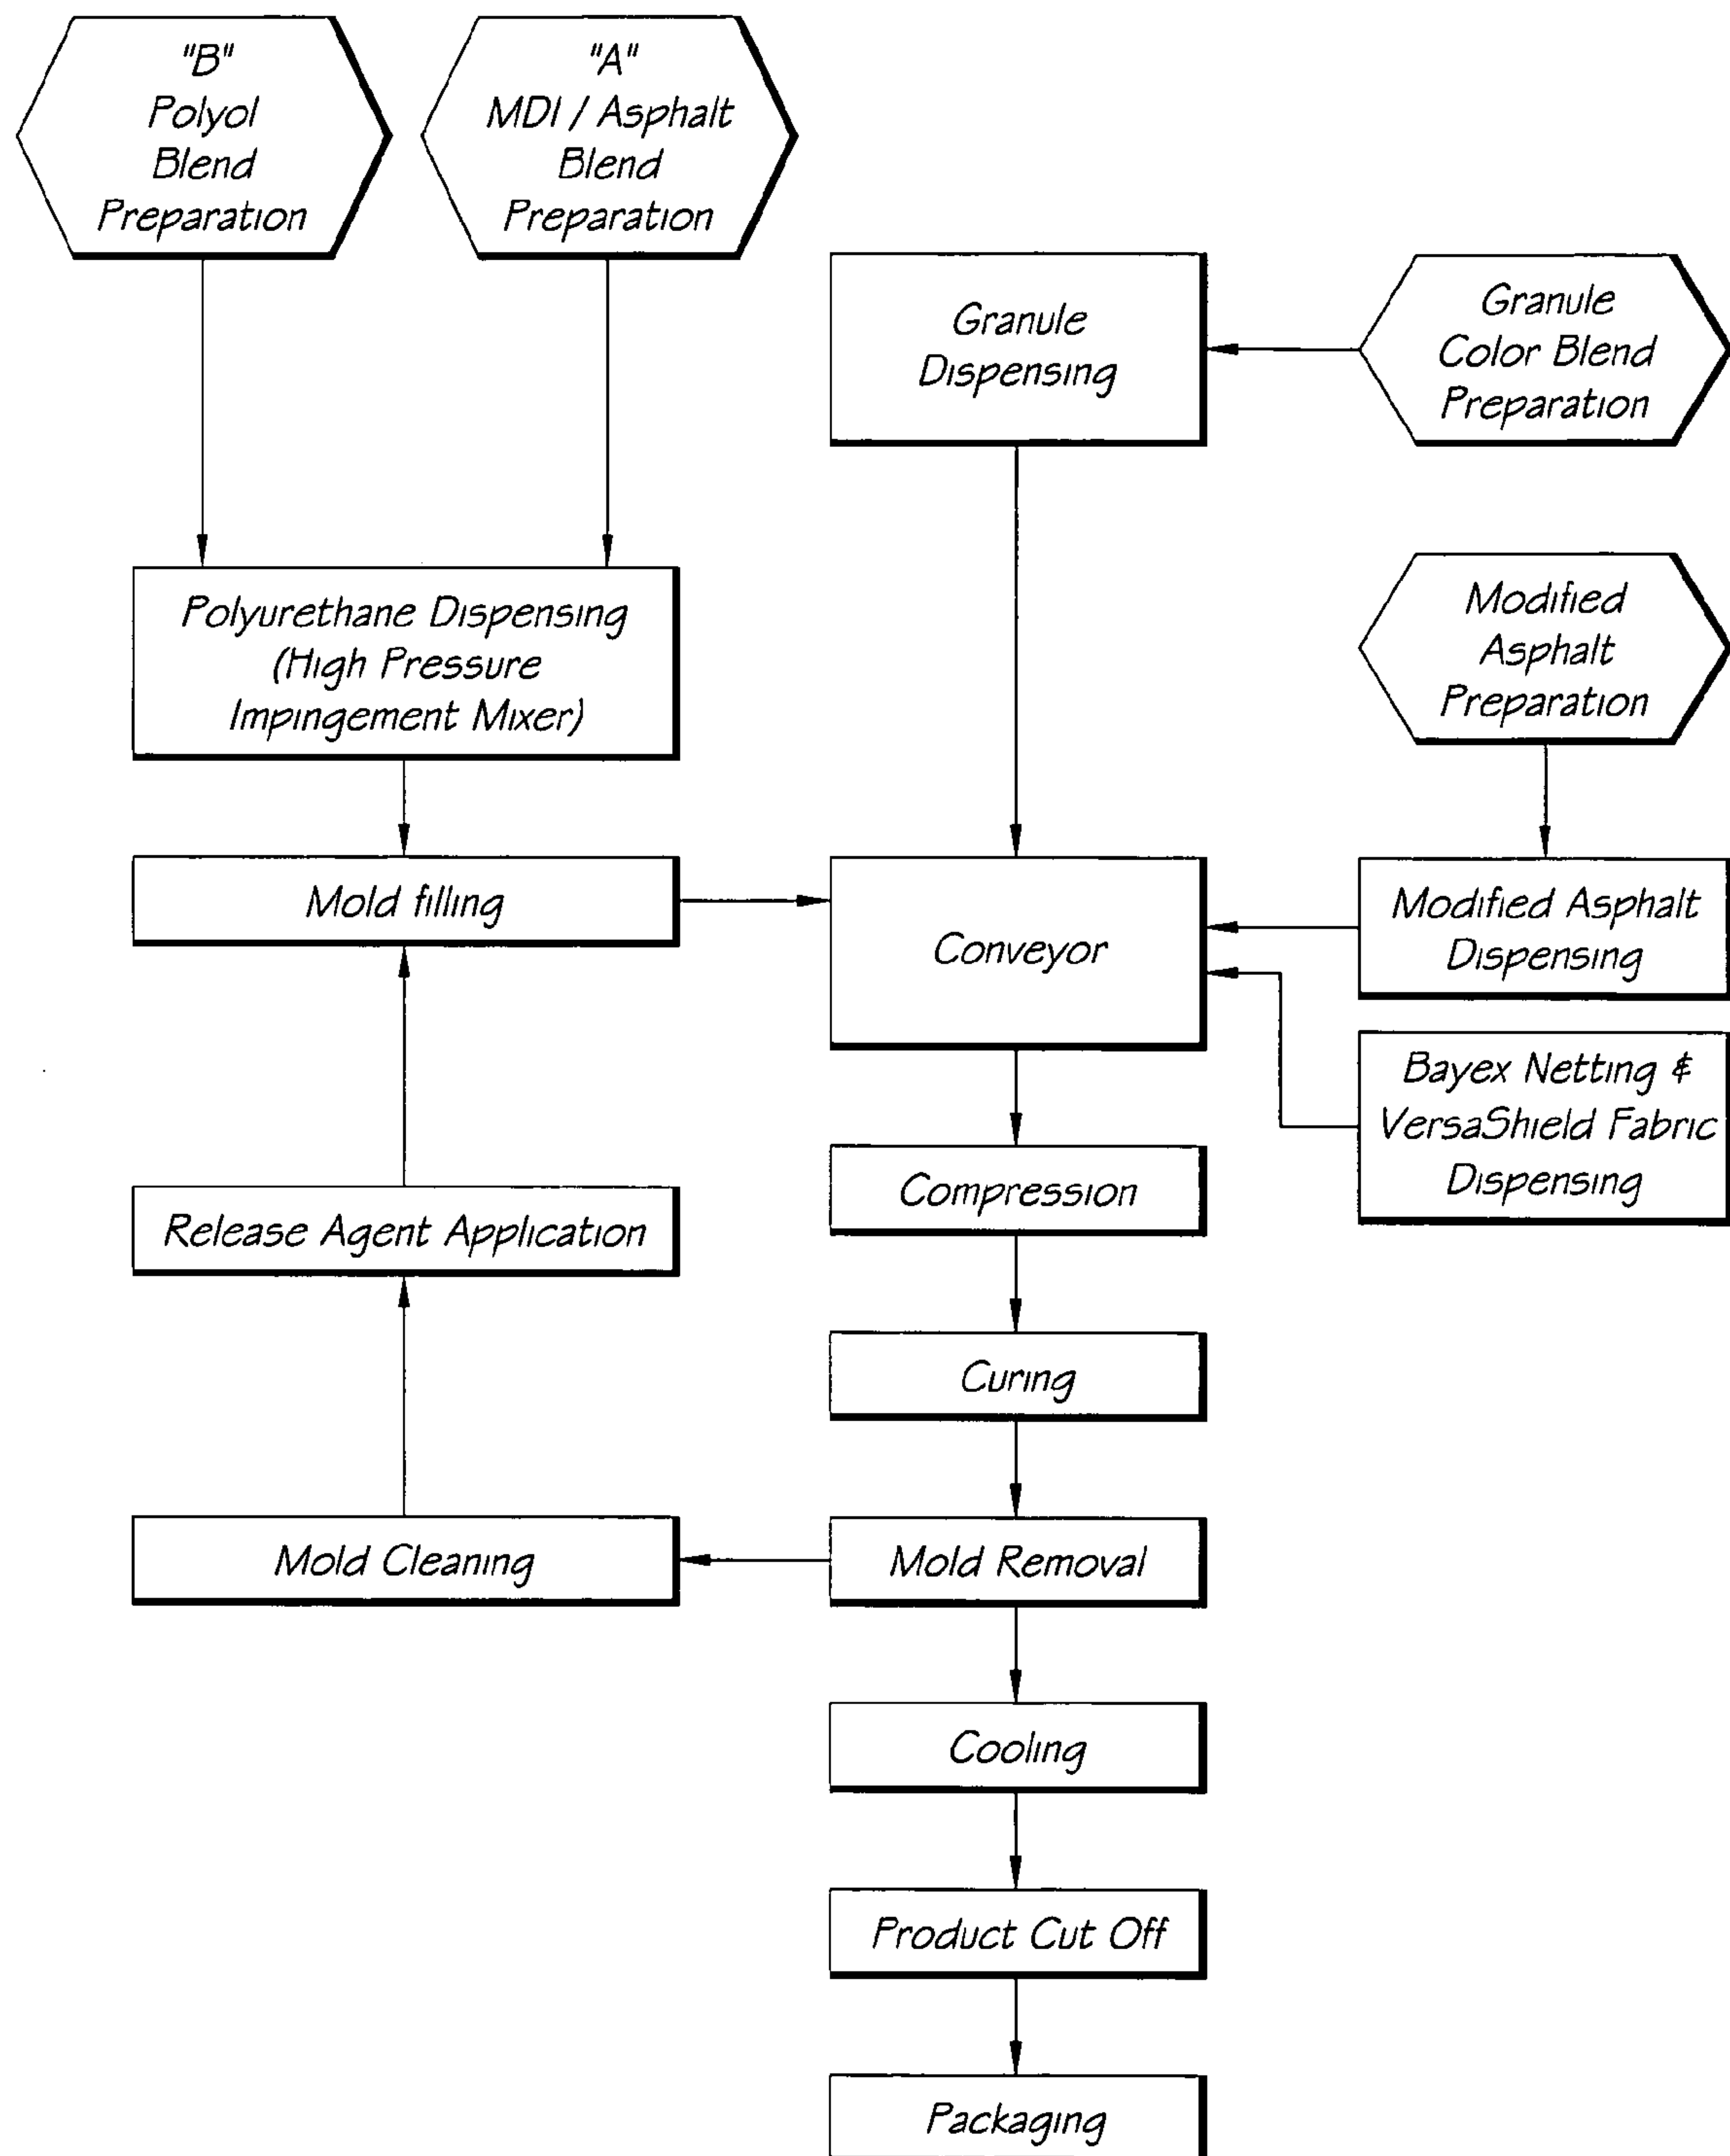 "B"
Polyol
Blend
Preparation
"A"
MDI / Asphalt
Blend
Preparation
Granule
Dispensing
Granule
Color Blend
Preparation
Polyurethane Dispensing
(High Pressure
Impingement Mixer)
Modified
Asphalt
Preparation
Mold filling
Conveyor
Modified Asphalt
Dispensing
Bayex Netting &
VersaShield Fabric
Dispensing
Compression
Release Agent Application
Curing
Mold Cleaning
Mold Removal
Cooling
Product Cut Off
Packaging